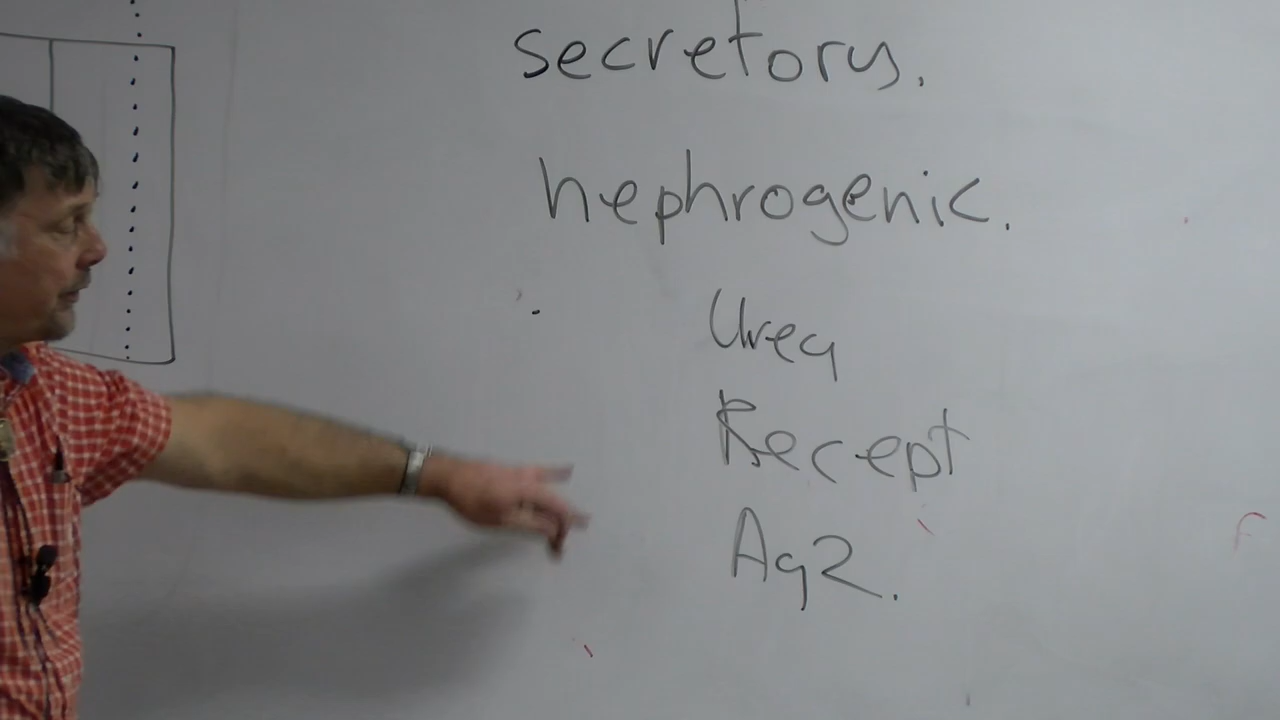 secretory.
nephrogenic.
Urea
Recept
Aq2.